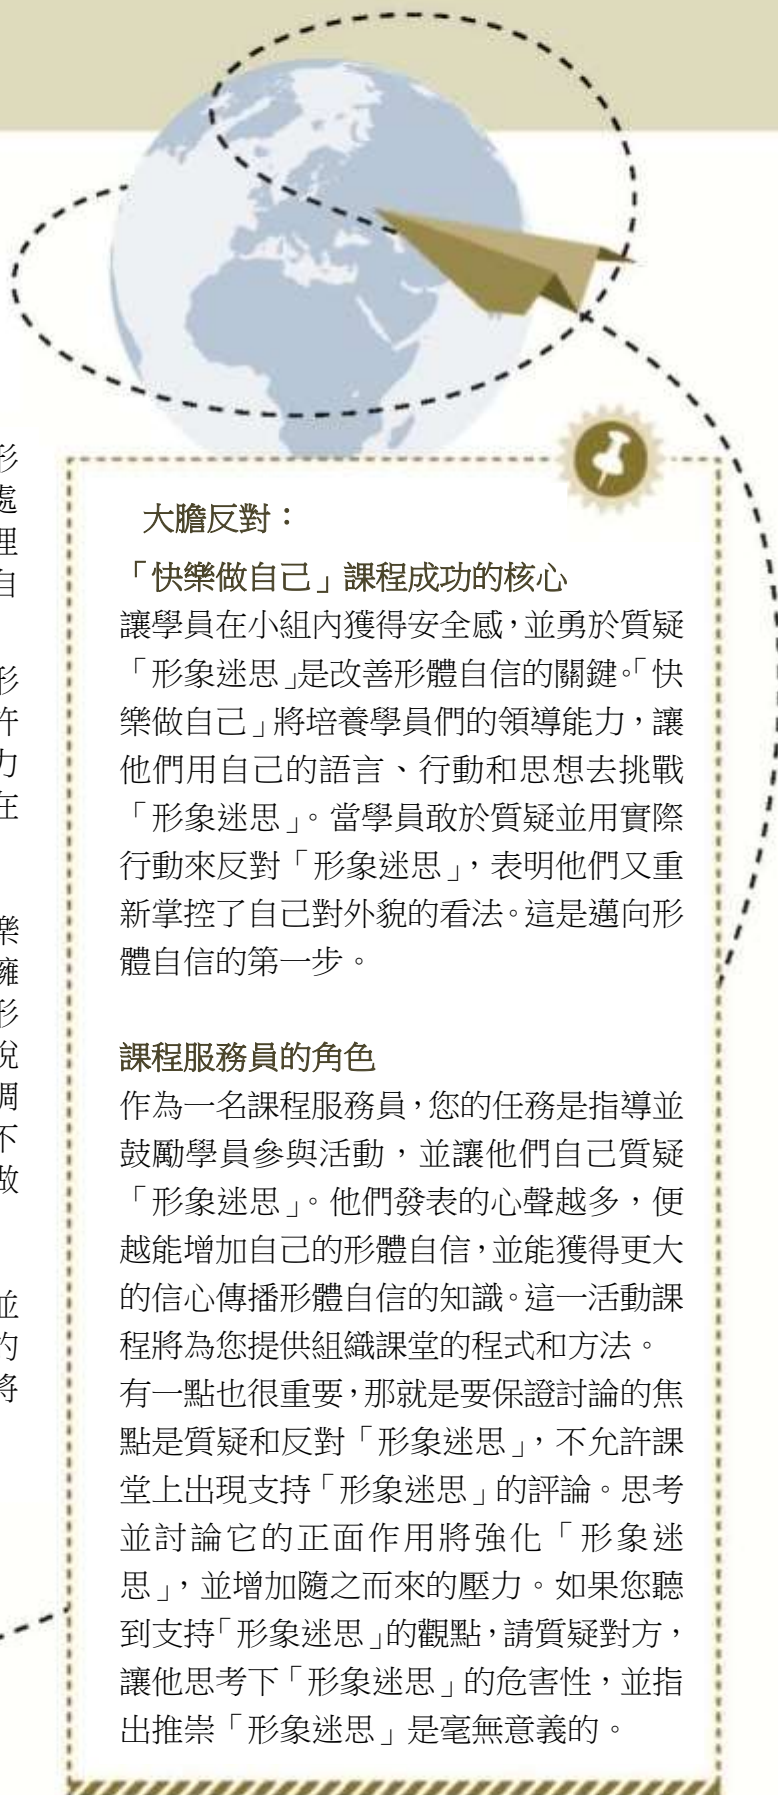 形
處
自
形
力
在
樂
擁
形
不
並
大膽反對：
「快樂做自己」課程成功的核心
讓學員在小組內獲得安全感，並勇於質疑
「形象迷思」是改善形體自信的關鍵。「快
樂做自己」將培養學員們的領導能力，讓
他們用自己的語言、行動和思想去挑戰
「形象迷思」。當學員敢於質疑並用實際
行動來反對「形象迷思」，表明他們又重
新掌控了自己對外貌的看法。這是邁向形
體自信的第一步。
課程服務員的角色
作為一名課程服務員，您的任務是指導並
鼓勵學員參與活動，並讓他們自己質疑
「形象迷思」。他們發表的心聲越多，便
越能增加自己的形體自信，並能獲得更大
的信心傳播形體自信的知識。這一活動課
程將為您提供組織課堂的程式和方法。
有一點也很重要，那就是要保證討論的焦
點是質疑和反對「形象迷思」，不允許課
堂上出現支持「形象迷思」的評論。思考
並討論它的正面作用將強化「形象迷
思」，並增加隨之而來的壓力。如果您聽
到支持「形象迷思」的觀點，請質疑對方，
讓他思考下「形象迷思」的危害性，並指
出推崇「形象迷思」是毫無意義的。